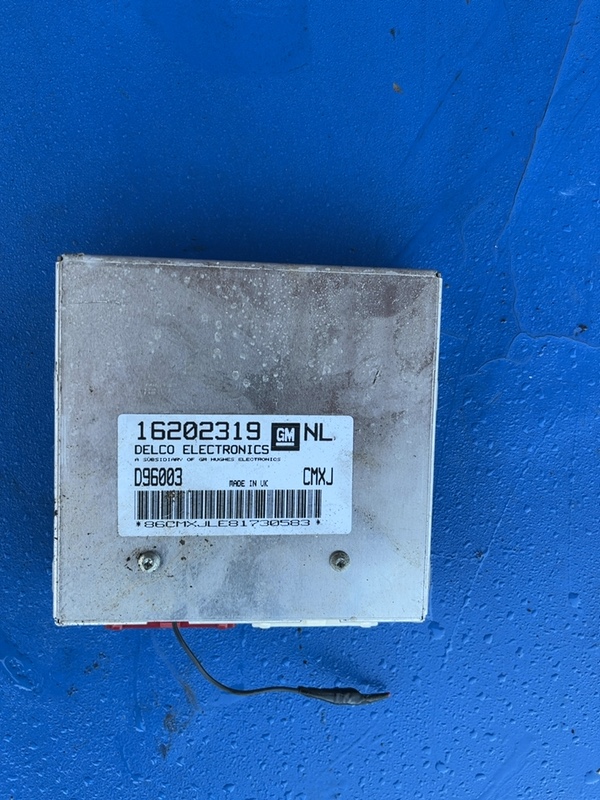 16202319 GM NL
DELCO ELECTRONICS
A SUBSIDIARY OF GM HUGHES ELECTRONICS
D96003 MADE IN UK CMXJ
*86CMXJLE81730583*